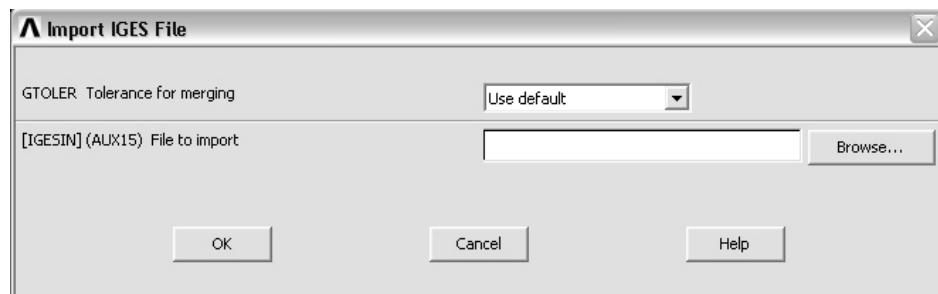 Import IGES File
GTOLER Tolerance for merging
Use default
[IGESIN] (AUX15) File to import
Browse...
OK
Cancel
Help